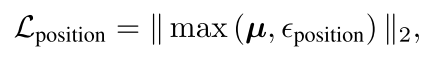 ℒ_position = ‖ max (𝝁, ϵ_position) ‖₂,